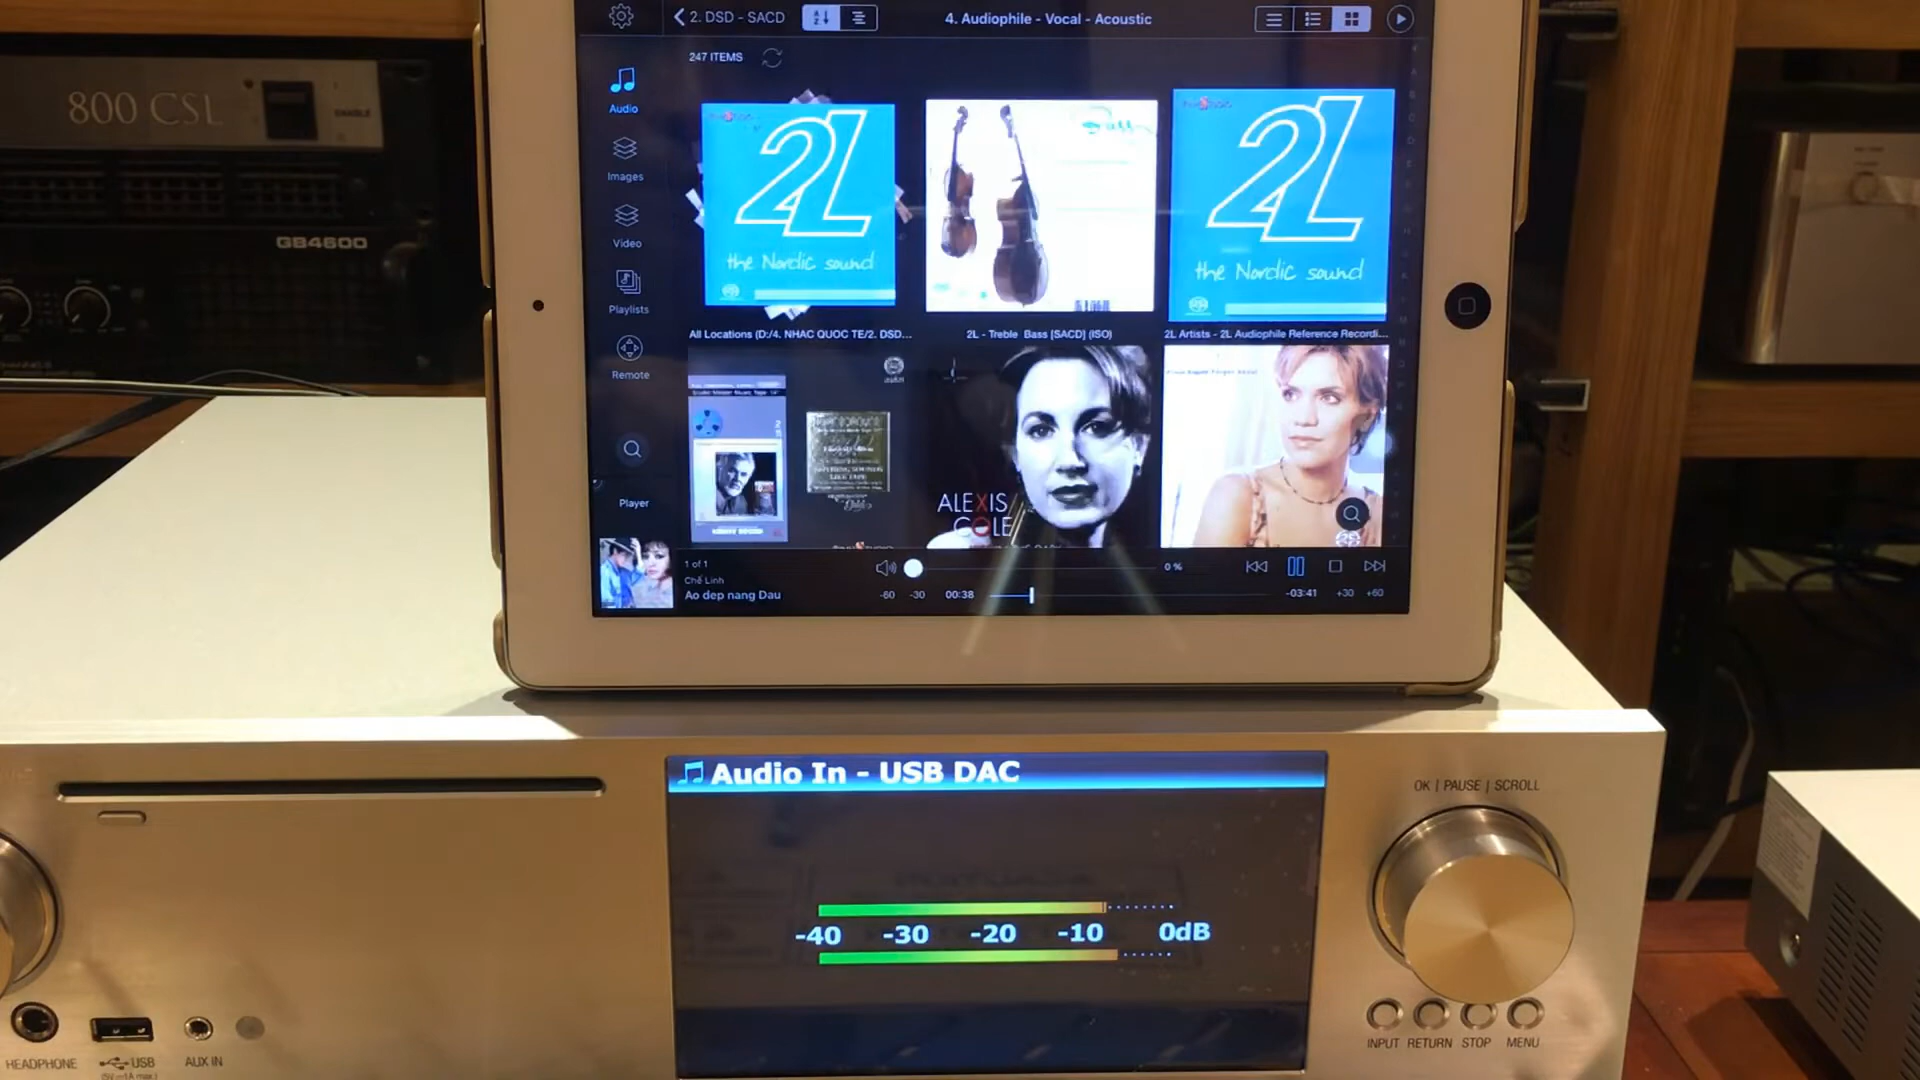 2. DSD - SACD
4. Audiophile - Vocal - Acoustic
247 ITEMS
800 CSL
ENABLE
GB4600
Audio
Images
Video
Playlists
Remote
Player
2L
the Nordic sound
2L
the Nordic sound
All Locations (D:/4. NHAC QUOC TE/2. DSD...
2L - Treble Bass [SACD] (ISO)
2L Artists - 2L Audiophile Reference Recordi...
ALEXIS
COLE
1 of 1
Chế Linh
Ao dep nang Dau
0 %
-60 -30 00:38
-03:41 +30 +60
Audio In - USB DAC
-40 -30 -20 -10 0dB
OK | PAUSE | SCROLL
INPUT RETURN STOP MENU
HEADPHONE
USB
AUX IN